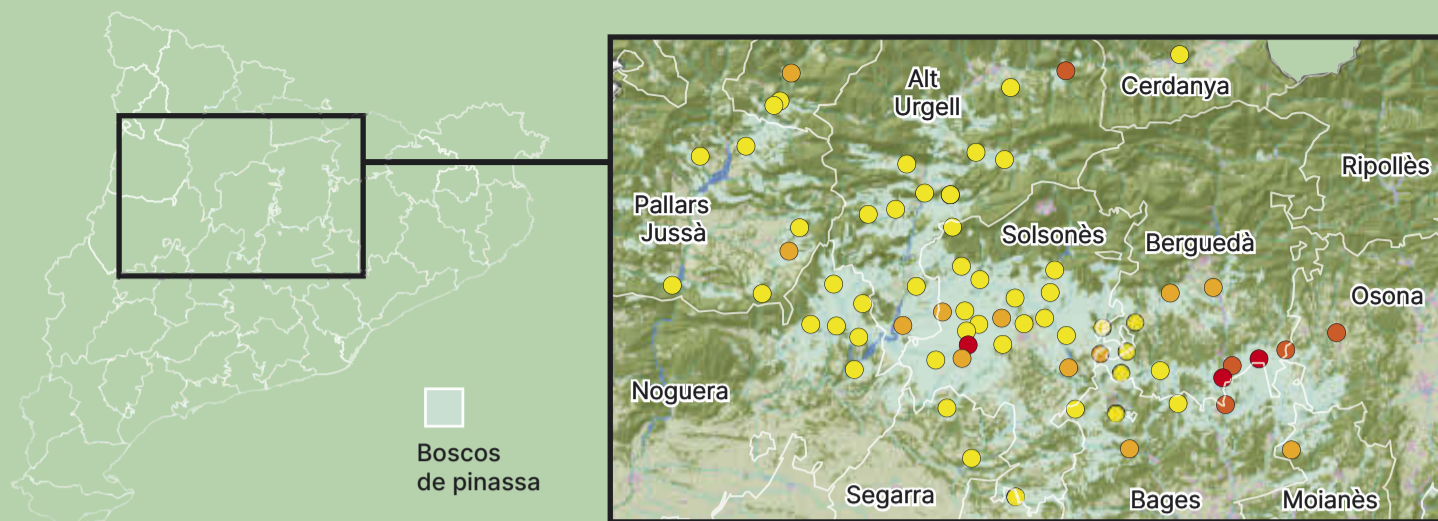 Alt
Urgell
Cerdanya
Ripollès
Pallars
Jussà
Solsonès
Berguedà
Osona
Noguera
Boscos
de pinassa
Segarra
Bages
Moianès